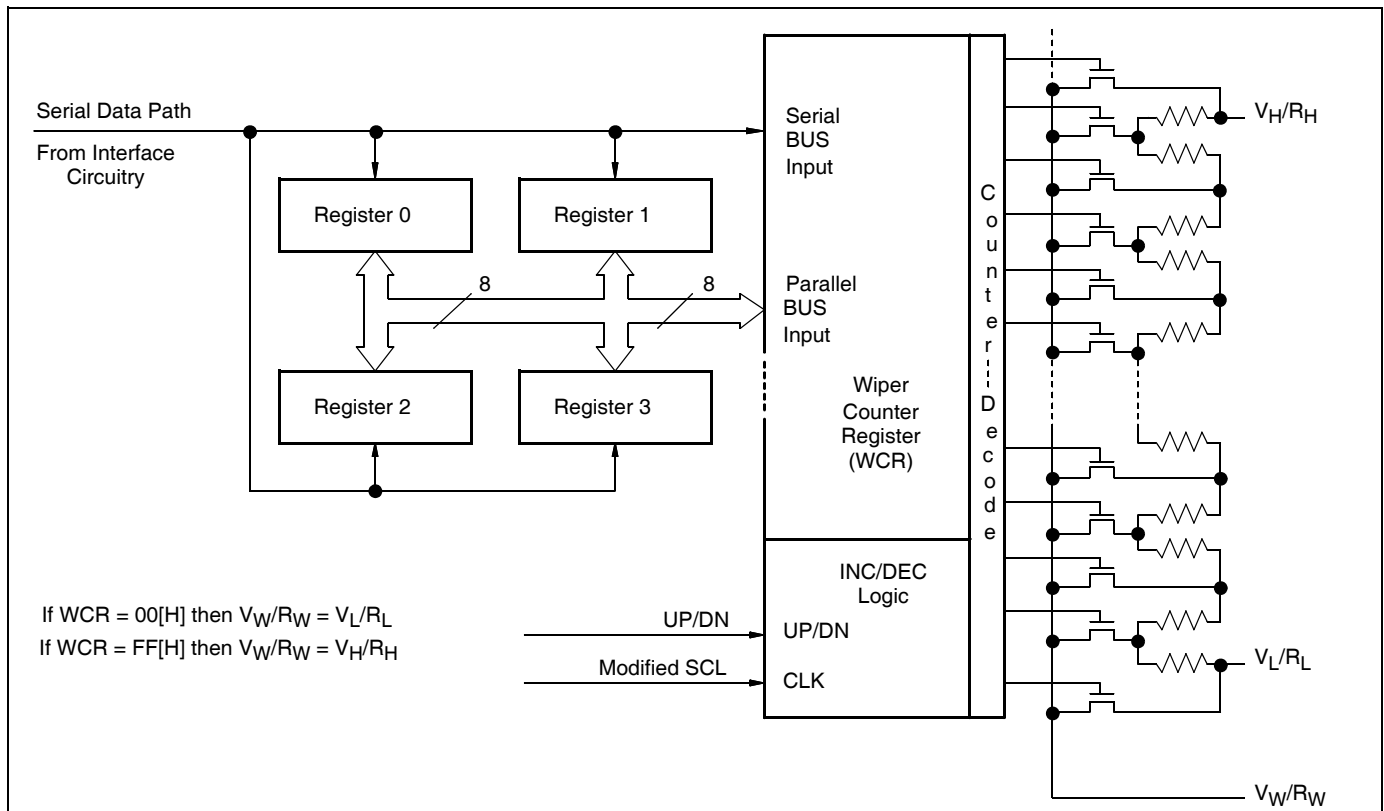 Serial Data Path
From Interface
Circuitry
Register 0
Register 1
8
8
Register 2
Register 3
Serial
BUS
Input
Parallel
BUS
Input
Wiper
Counter
Register
(WCR)
INC/DEC
Logic
UP/DN
UP/DN
Modified SCL
CLK
Counter Decode
If WCR = 00[H] then VW/RW = VL/RL
If WCR = FF[H] then VW/RW = VH/RH
VH/RH
VL/RL
VW/RW